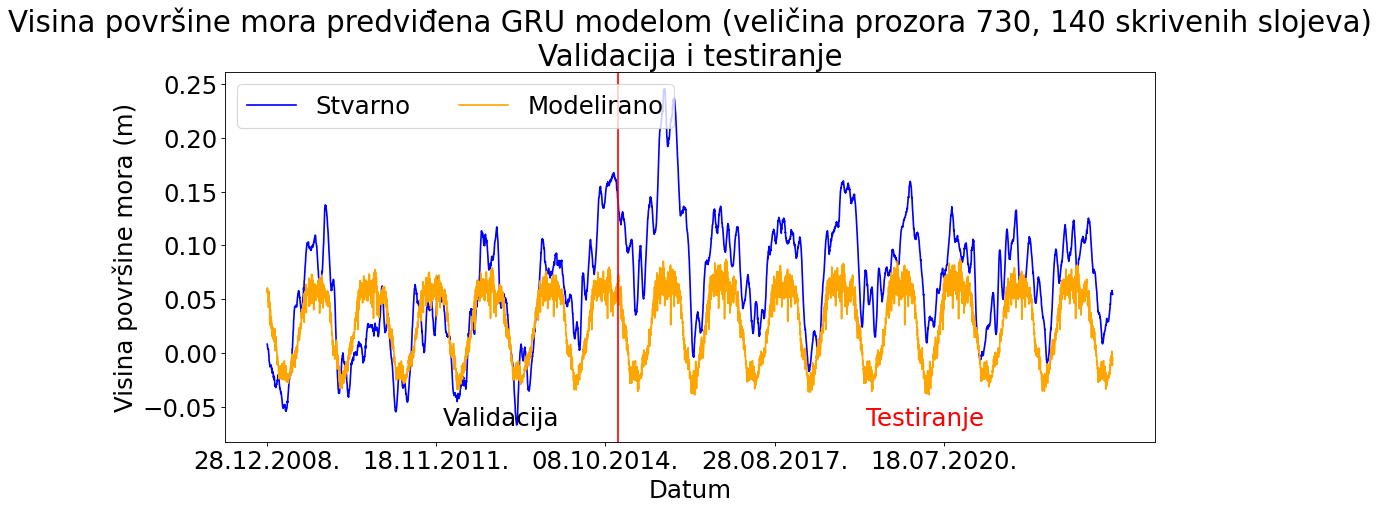 Visina površine mora predviđena GRU modelom (veličina prozora 730, 140 skrivenih slojeva)
Validacija i testiranje
Visina površine mora (m)
0.25
0.20
0.15
0.10
0.05
0.00
−0.05
Stvarno
Modelirano
Validacija
Testiranje
28.12.2008.
18.11.2011.
08.10.2014.
28.08.2017.
18.07.2020.
Datum